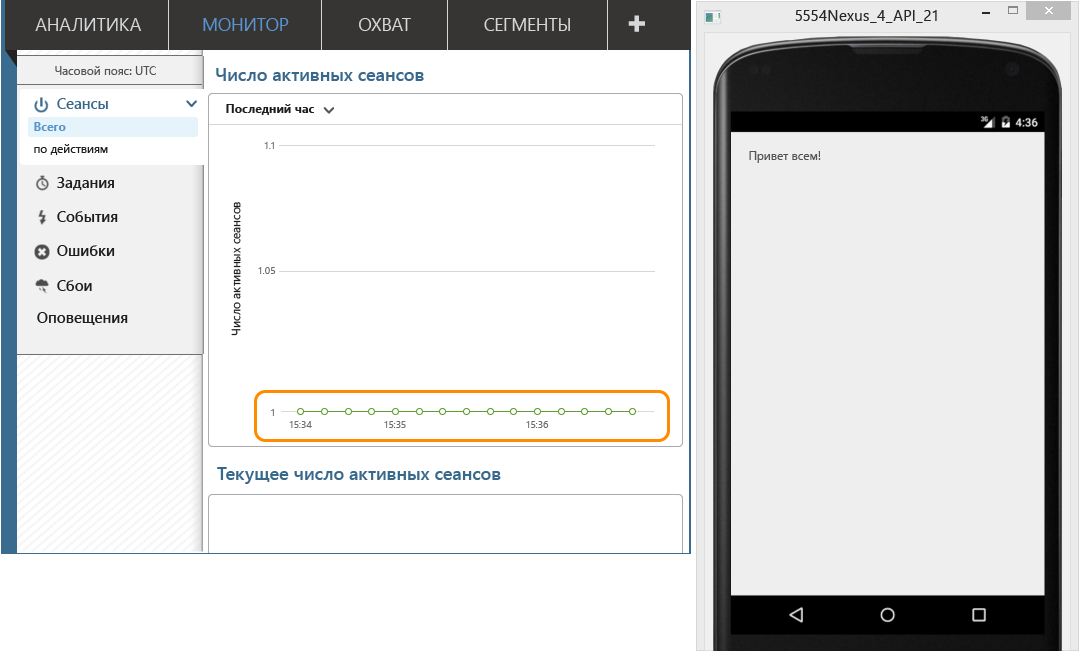 АНАЛИТИКА
МОНИТОР
ОХВАТ
СЕГМЕНТЫ
Часовой пояс: UTC
Сеансы
Всего
по действиям
Задания
События
Ошибки
Сбои
Оповещения
Число активных сеансов
Последний час
Число активных сеансов
1.1
1.05
1
15:34
15:35
15:36
Текущее число активных сеансов
5554Nexus_4_API_21
3G
4:36
Привет всем!